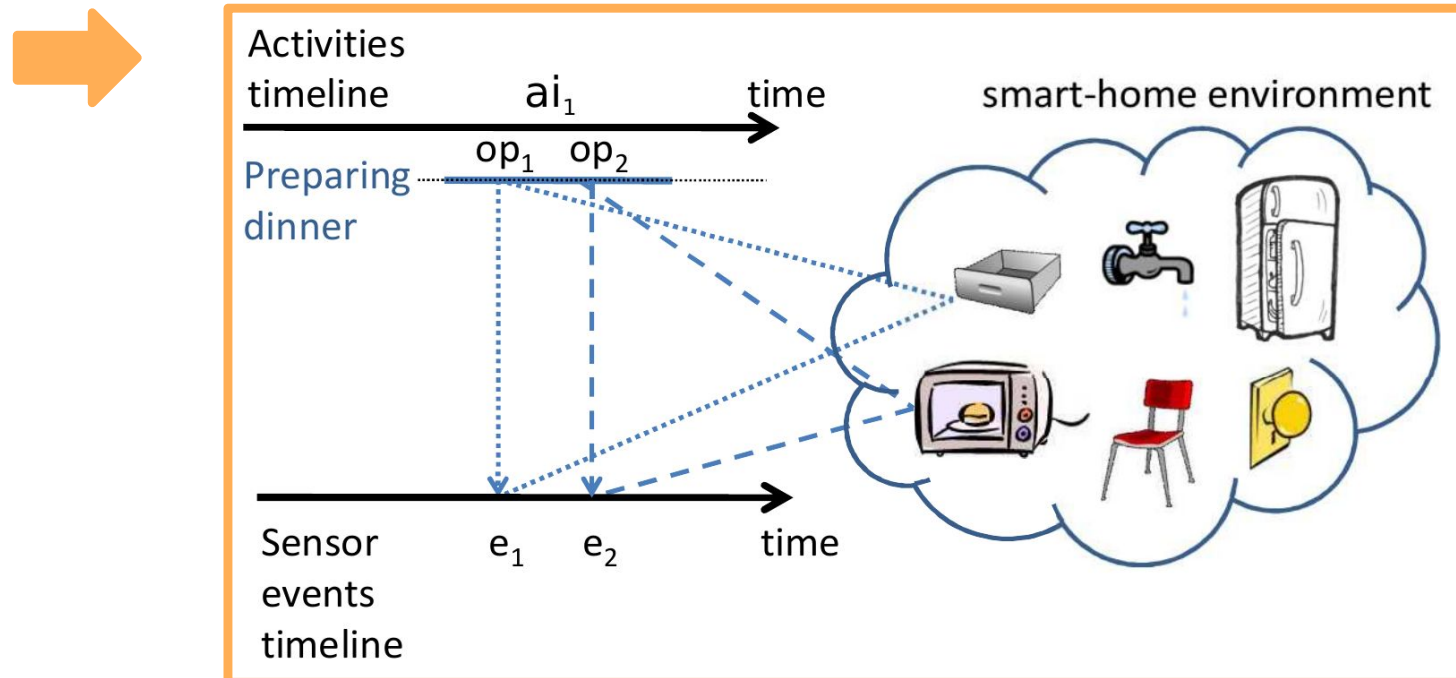 Activities
timeline
ai₁
time
smart-home environment
op₁ op₂
Preparing
dinner
Sensor
events
timeline
e₁ e₂
time